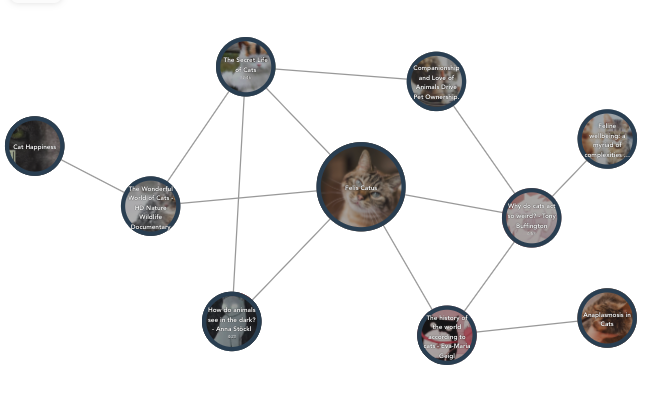 The Secret Life
of Cats
Companionship
and Love of
Animals Drive
Pet Ownership.
Cat Happiness
Feline
wellbeing: a
myriad of
complexities ...
The Wonderful
World of Cats -
HD Nature
Wildlife
Documentary
Felis Catus
Why do cats act
so weird? - Tony
Buffington
How do animals
see in the dark?
- Anna Stöckl
The history of
the world
according to
cats - Eva-Maria
Geigl
Anaplasmosis in
Cats